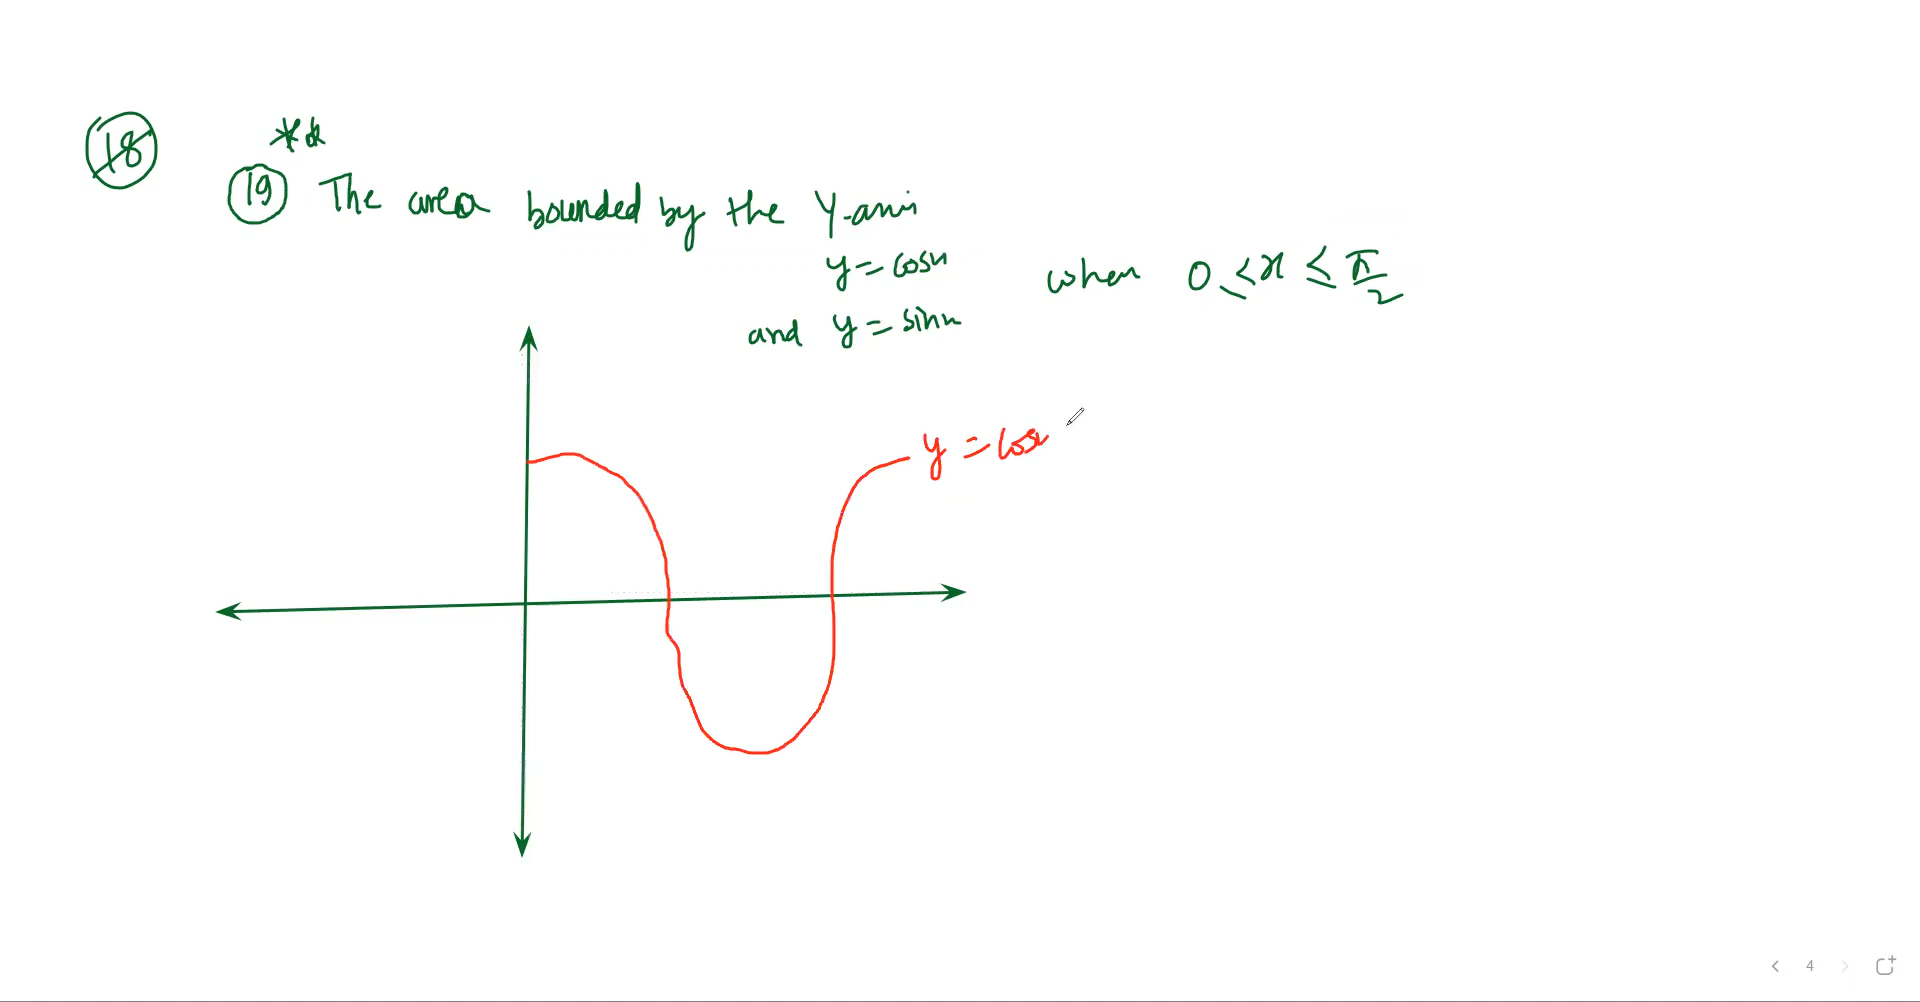 18
**
19 The area bounded by the Y-axis
y = cosx
when 0 ≤ x ≤ π/2
and y = sinx
y = cosx
4